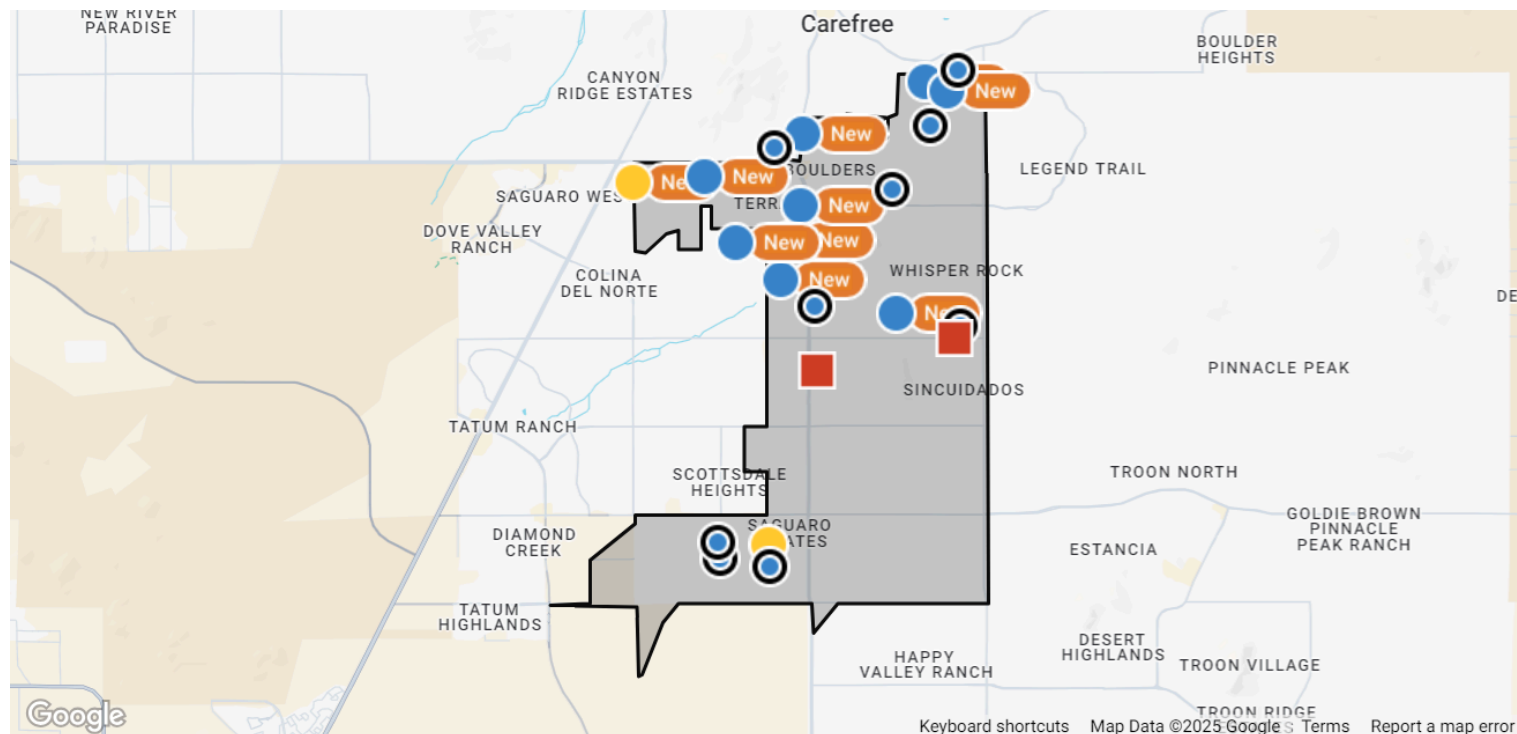 NEW RIVER
PARADISE
Carefree
BOULDER
HEIGHTS
CANYON
RIDGE ESTATES
New
New
BOULDERS
LEGEND TRAIL
New
SAGUARO WES
TERR
New
DOVE VALLEY
RANCH
New
New
WHISPER ROCK
COLINA
DEL NORTE
New
DE
PINNACLE PEAK
SINCUIDADOS
TATUM RANCH
SCOTTSDALE
HEIGHTS
TROON NORTH
DIAMOND
CREEK
SAGUARO
ATES
GOLDIE BROWN
PINNACLE
PEAK RANCH
ESTANCIA
TATUM
HIGHLANDS
HAPPY
VALLEY RANCH
DESERT
HIGHLANDS
TROON VILLAGE
TROON RIDGE
Google
Keyboard shortcuts
Map Data ©2025 Google
Terms
Report a map error